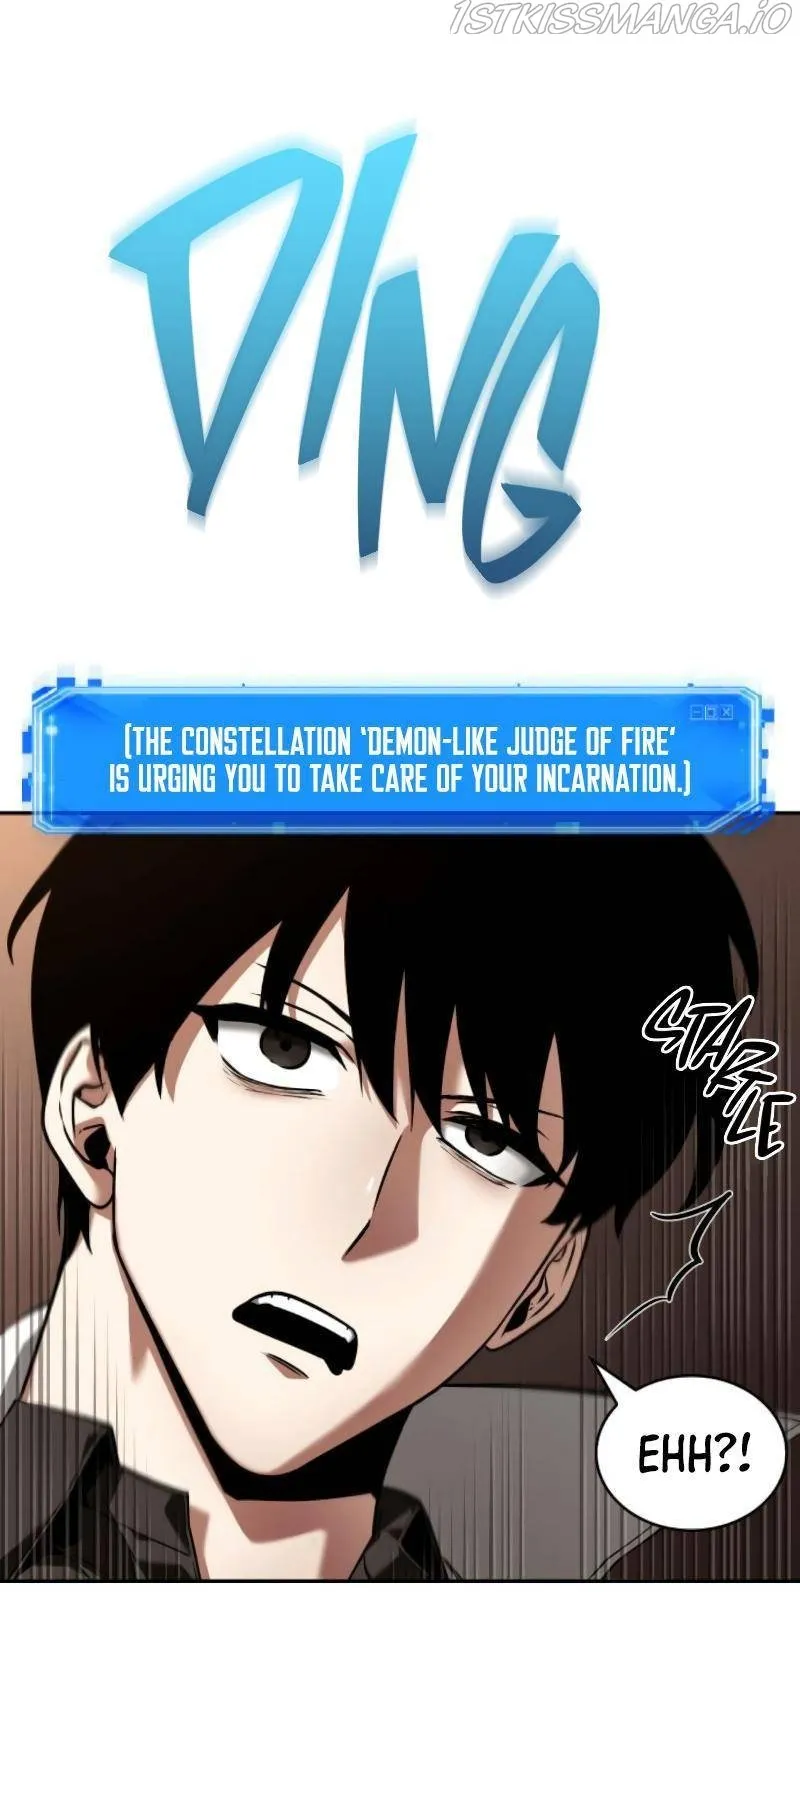 1STKISSMANGA.IO
DING
(THE CONSTELLATION 'DEMON-LIKE JUDGE OF FIRE'
IS URGING YOU TO TAKE CARE OF YOUR INCARNATION.)
STARTLE
EHH?!